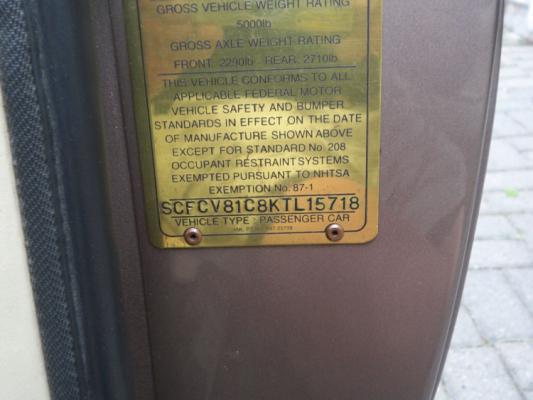 GROSS VEHICLE WEIGHT RATING
5000lb
GROSS AXLE WEIGHT RATING
FRONT: 2290lb REAR: 2710lb
THIS VEHICLE CONFORMS TO ALL
APPLICABLE FEDERAL MOTOR
VEHICLE SAFETY AND BUMPER
STANDARDS IN EFFECT ON THE DATE
OF MANUFACTURE SHOWN ABOVE
EXCEPT FOR STANDARD No. 208
OCCUPANT RESTRAINT SYSTEMS
EXEMPTED PURSUANT TO NHTSA
EXEMPTION No. 87-1
SCFCV81C8KTL15718
VEHICLE TYPE : PASSENGER CAR